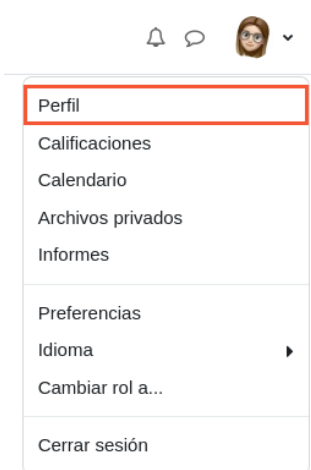 Perfil
Calificaciones
Calendario
Archivos privados
Informes
Preferencias
Idioma
Cambiar rol a...
Cerrar sesión